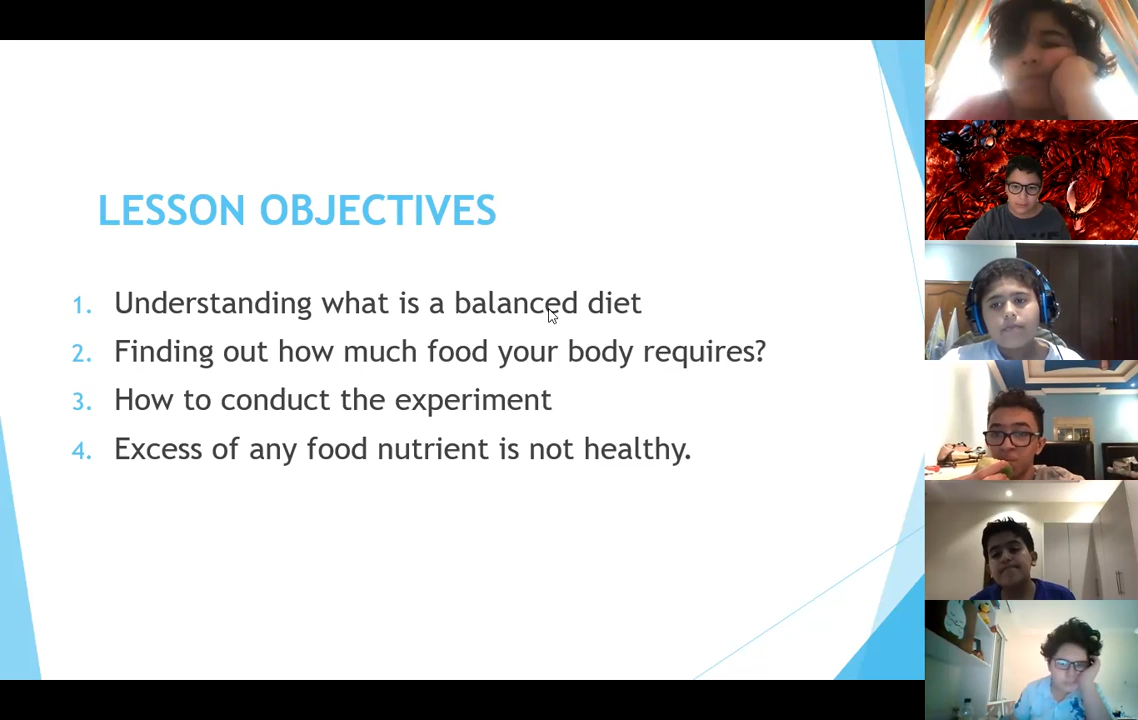 LESSON OBJECTIVES
1. Understanding what is a balanced diet
2. Finding out how much food your body requires?
3. How to conduct the experiment
4. Excess of any food nutrient is not healthy.